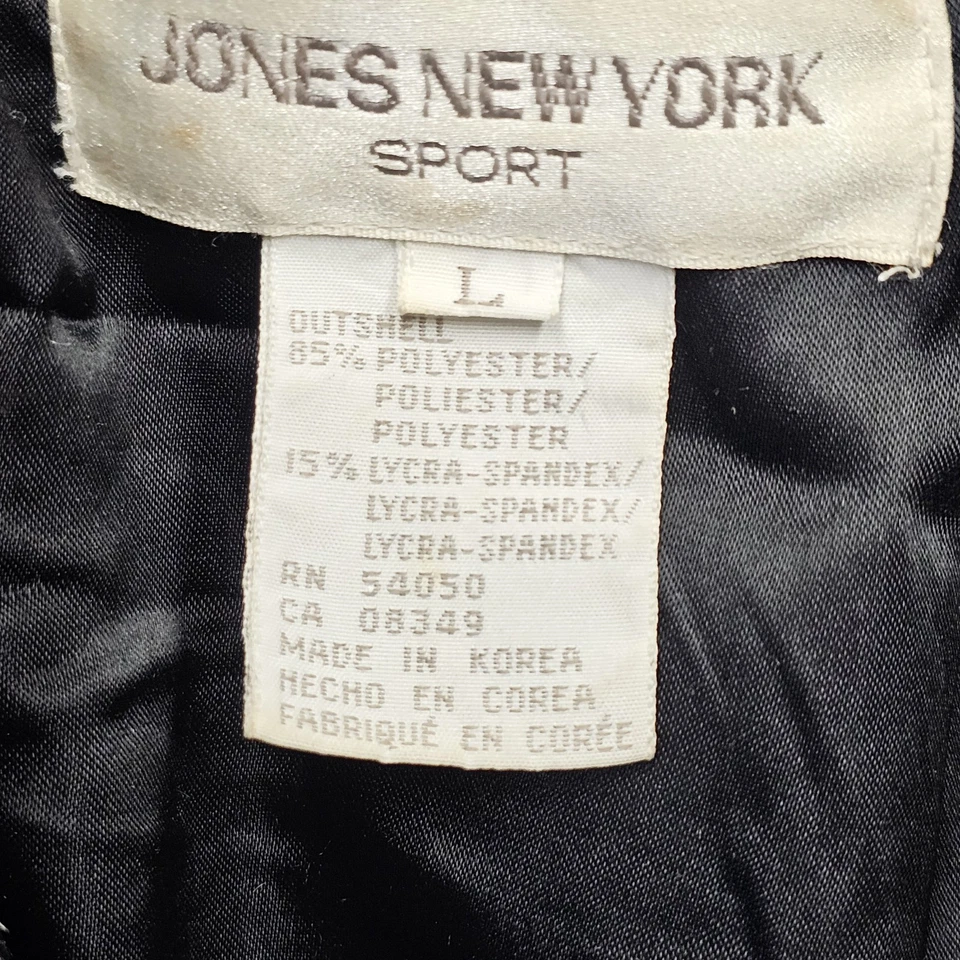 JONES NEW YORK
SPORT
L
OUTSHELL
85% POLYESTER/
POLIESTER/
POLYESTER
15% LYCRA-SPANDEX/
LYCRA-SPANDEX/
LYCRA-SPANDEX
RN 54050
CA 08349
MADE IN KOREA
HECHO EN COREA
FABRIQUÉ EN CORÉE